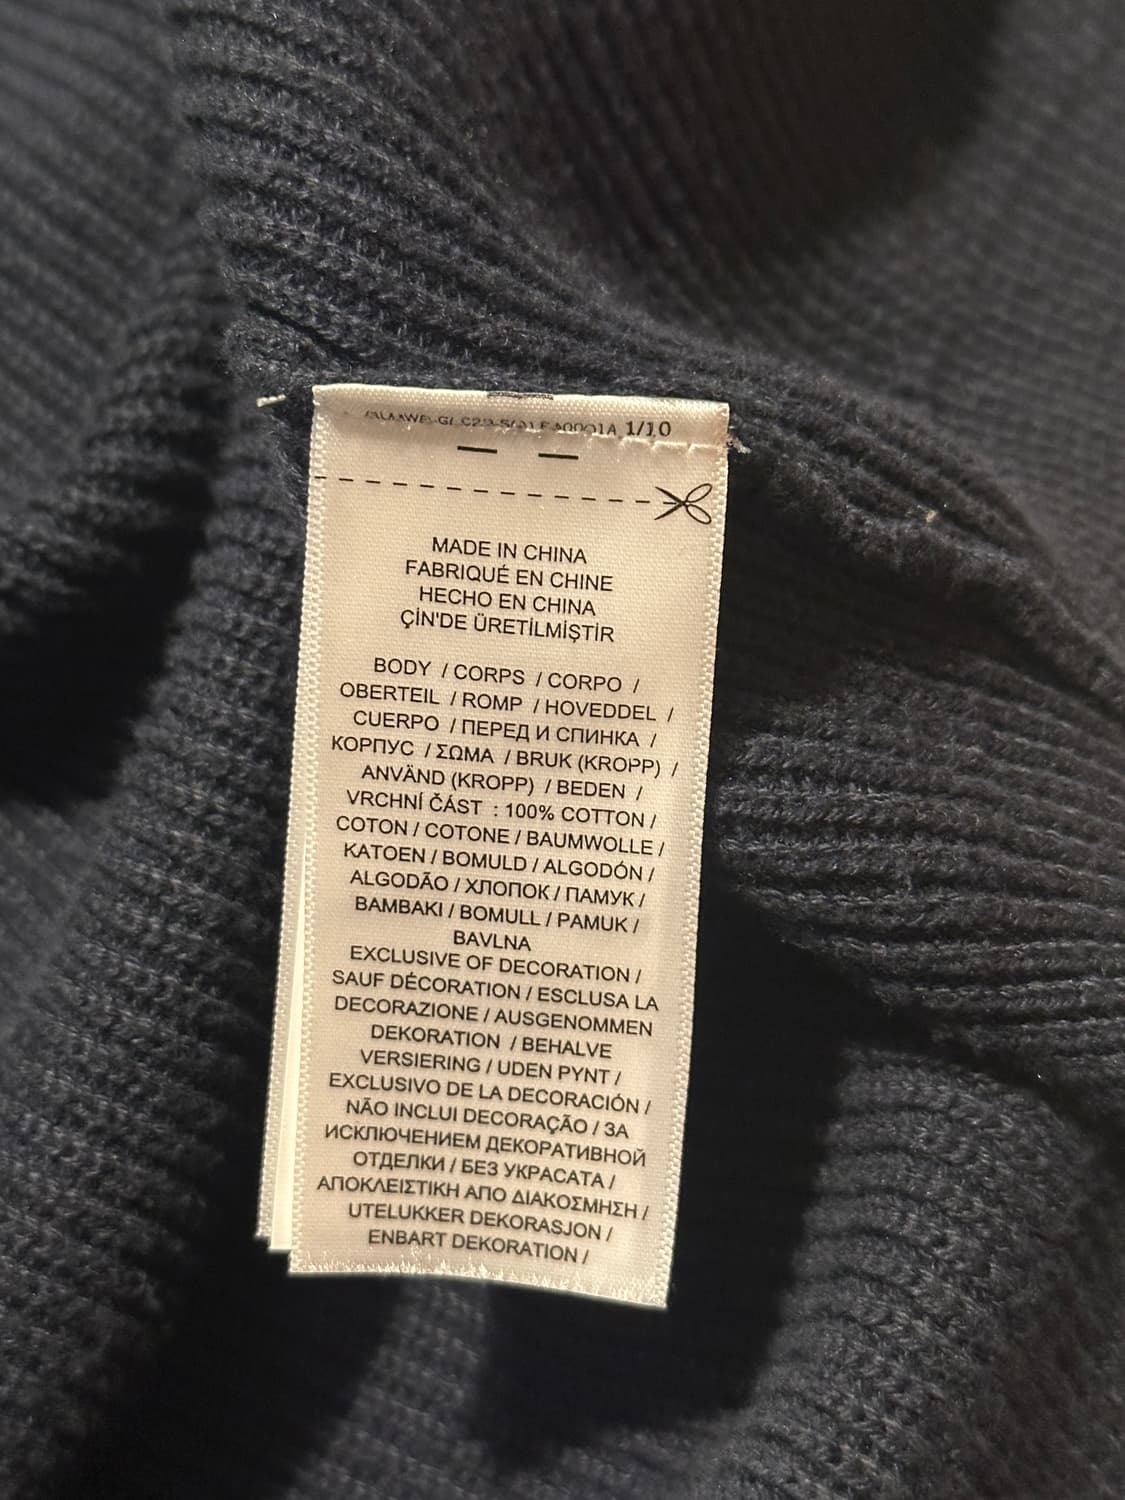 1/10
MADE IN CHINA
FABRIQUÉ EN CHINE
HECHO EN CHINA
ÇİN'DE ÜRETİLMİŞTİR
BODY / CORPS / CORPO /
OBERTEIL / ROMP / HOVEDDEL /
CUERPO / ПЕРЕД И СПИНКА /
КОРПУС / ΣΩΜΑ / BRUK (KROPP) /
ANVÄND (KROPP) / BEDEN /
VRCHNÍ ČÁST : 100% COTTON /
COTON / COTONE / BAUMWOLLE /
KATOEN / BOMULD / ALGODÓN /
ALGODÃO / ХЛОПОК / ПАМУК /
BAMBAKI / BOMULL / PAMUK /
BAVLNA
EXCLUSIVE OF DECORATION /
SAUF DÉCORATION / ESCLUSA LA
DECORAZIONE / AUSGENOMMEN
DEKORATION / BEHALVE
VERSIERING / UDEN PYNT /
EXCLUSIVO DE LA DECORACIÓN /
NÃO INCLUI DECORAÇÃO / ЗА
ИСКЛЮЧЕНИЕМ ДЕКОРАТИВНОЙ
ОТДЕЛКИ / БЕЗ УКРАСАТА /
ΑΠΟΚΛΕΙΣΤΙΚΗ ΑΠΟ ΔΙΑΚΟΣΜΗΣΗ /
UTELUKKER DEKORASJON /
ENBART DEKORATION /